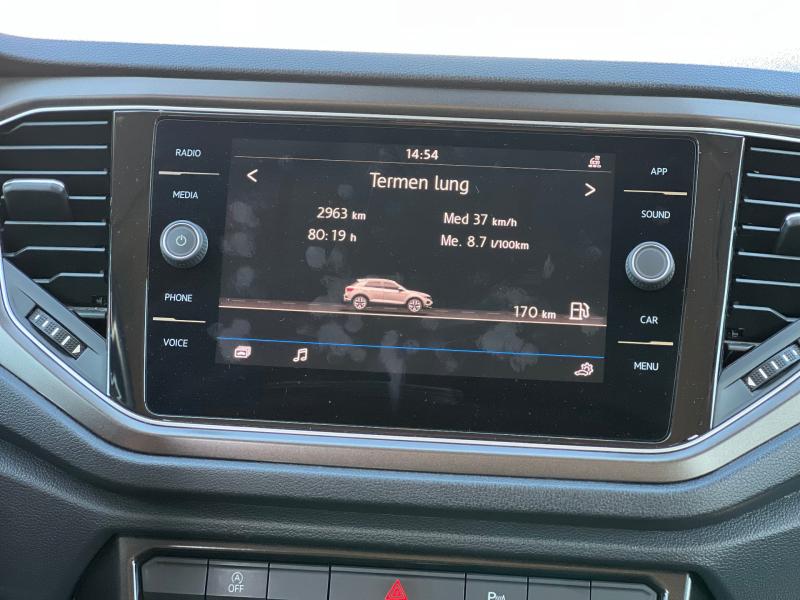 14:54
RADIO
MEDIA
PHONE
VOICE
< Termen lung >
2963 km
Med 37 km/h
80:19 h
Me. 8.7 l/100km
170 km
APP
SOUND
CAR
MENU
A
OFF
P